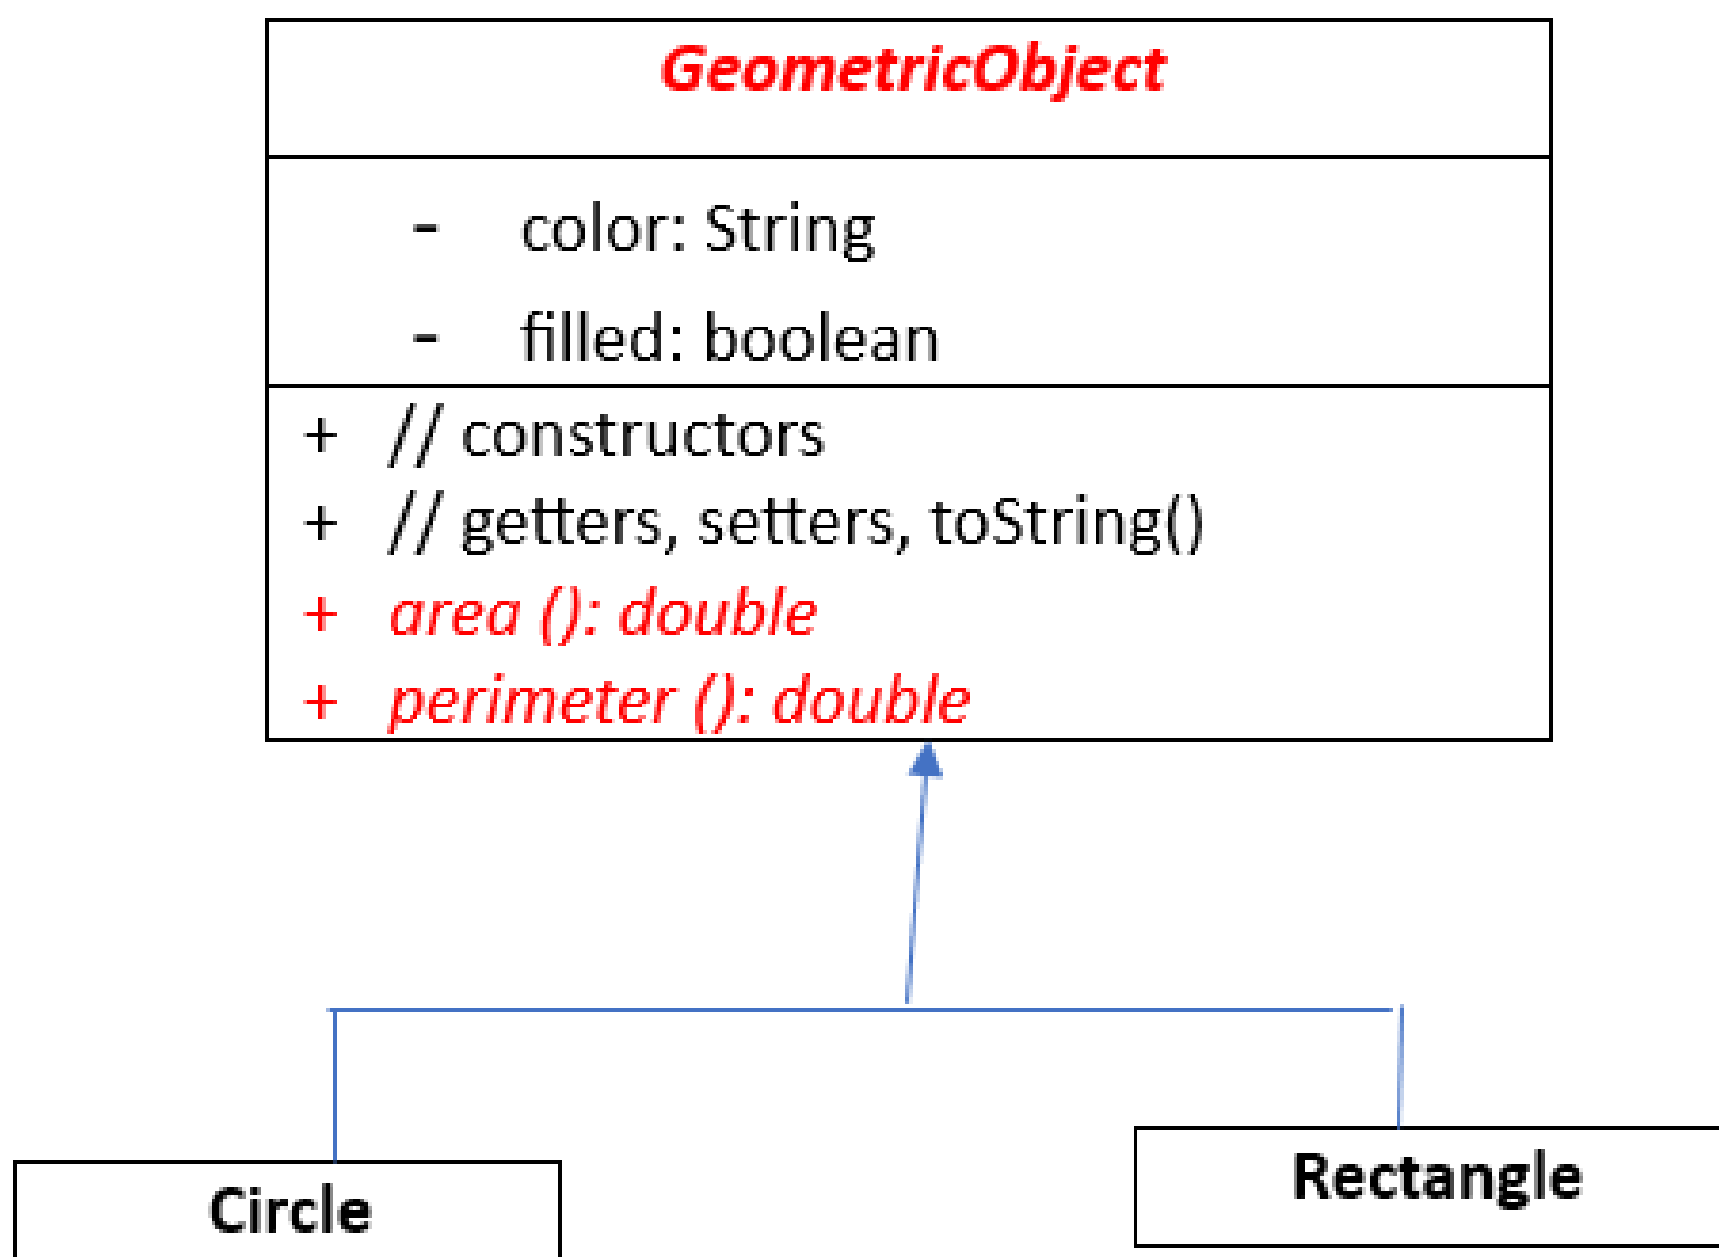 GeometricObject
- color: String
- filled: boolean
+ // constructors
+ // getters, setters, toString()
+ area (): double
+ perimeter (): double
Circle
Rectangle